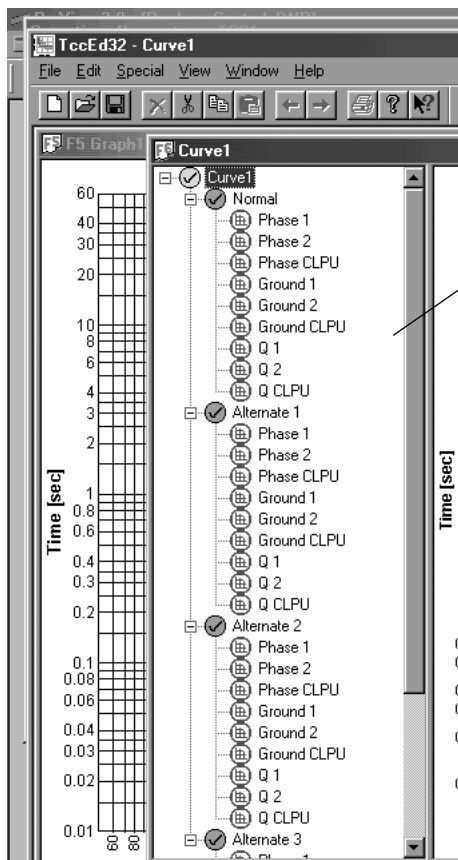 TccEd32 - Curve1
File Edit Special View Window Help
F5 Graph1
Curve1
60
40
30
20
10
8
6
4
3
2
1
0.8
0.6
0.4
0.3
0.2
0.1
0.08
0.06
0.04
0.03
0.02
0.01
Time [sec]
60
80
Curve1
Normal
Phase 1
Phase 2
Phase CLPU
Ground 1
Ground 2
Ground CLPU
Q 1
Q 2
Q CLPU
Alternate 1
Phase 1
Phase 2
Phase CLPU
Ground 1
Ground 2
Ground CLPU
Q 1
Q 2
Q CLPU
Alternate 2
Phase 1
Phase 2
Phase CLPU
Ground 1
Ground 2
Ground CLPU
Q 1
Q 2
Q CLPU
Alternate 3
Time [sec]